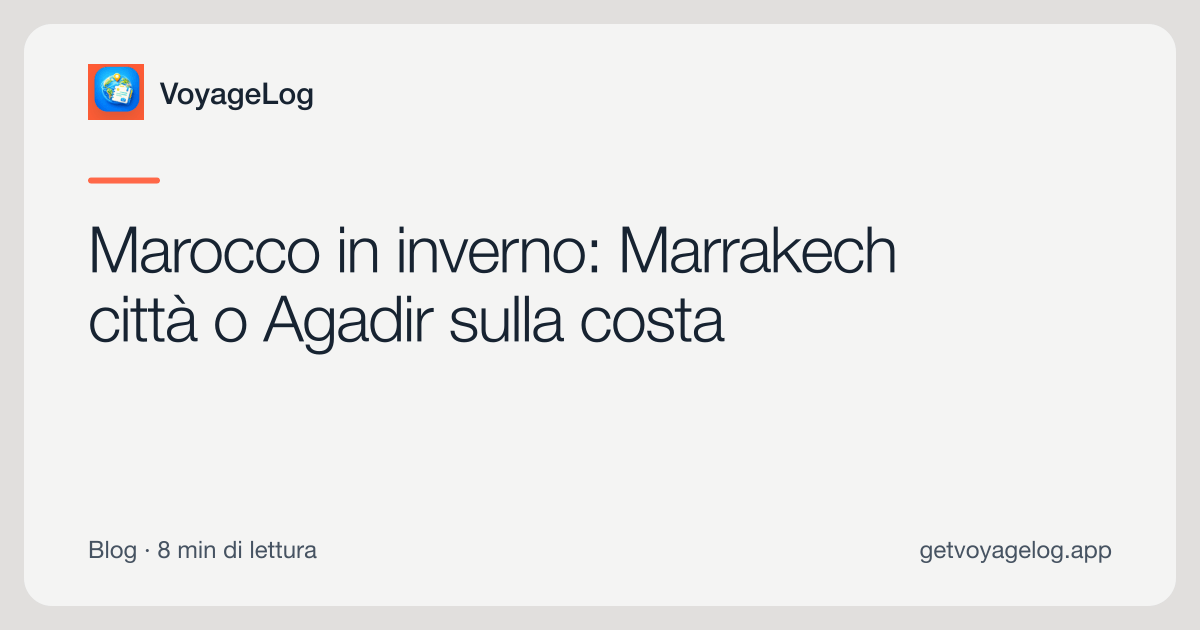 VoyageLog
Marocco in inverno: Marrakech
città o Agadir sulla costa
Blog · 8 min di lettura
getvoyagelog.app